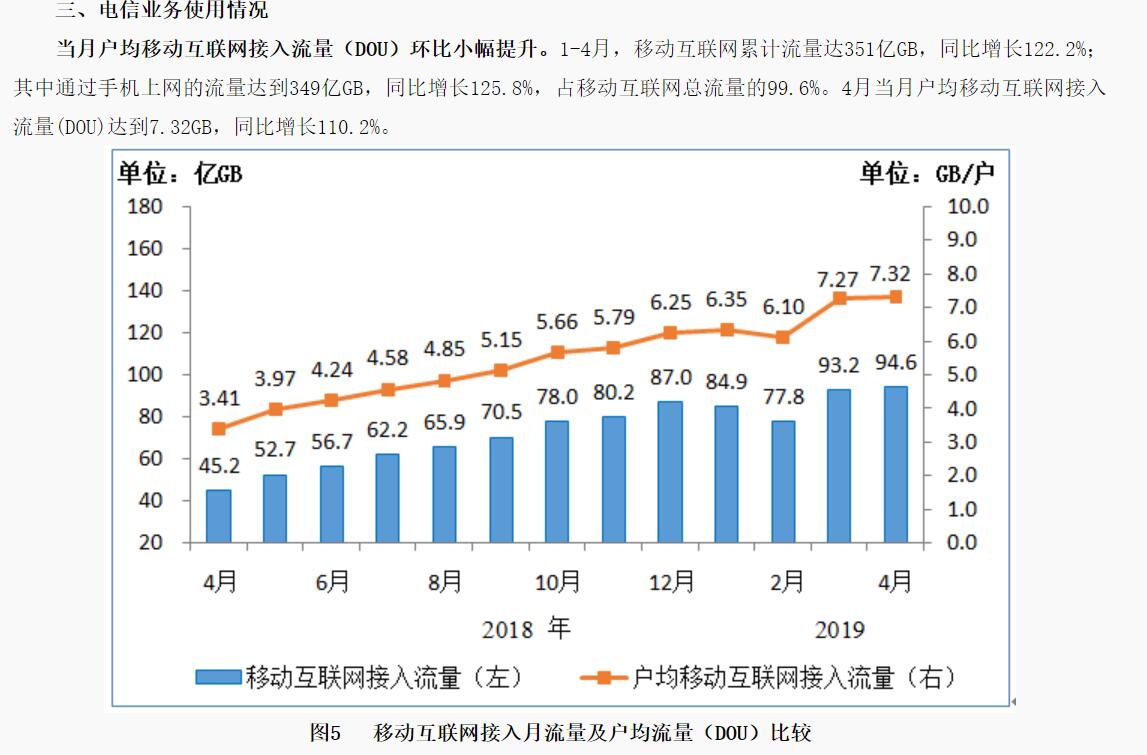 三、电信业务使用情况
当月户均移动互联网接入流量（DOU）环比小幅提升。1-4月，移动互联网累计流量达351亿GB，同比增长122.2%；
其中通过手机上网的流量达到349亿GB，同比增长125.8%，占移动互联网总流量的99.6%。4月当月户均移动互联网接入
流量(DOU)达到7.32GB，同比增长110.2%。
单位：亿GB 单位：GB/户
180 10.0
160 9.0
140 8.0
120 7.0
100 6.0
80 5.0
60 4.0
40 3.0
20 2.0
1.0
0.0
3.41 3.97 4.24 4.58 4.85 5.15 5.66 5.79 6.25 6.35 6.10 7.27 7.32
45.2 52.7 56.7 62.2 65.9 70.5 78.0 80.2 87.0 84.9 77.8 93.2 94.6
4月 6月 8月 10月 12月 2月 4月
2018 年 2019
移动互联网接入流量（左） 户均移动互联网接入流量（右）
图5 移动互联网接入月流量及户均流量（DOU）比较